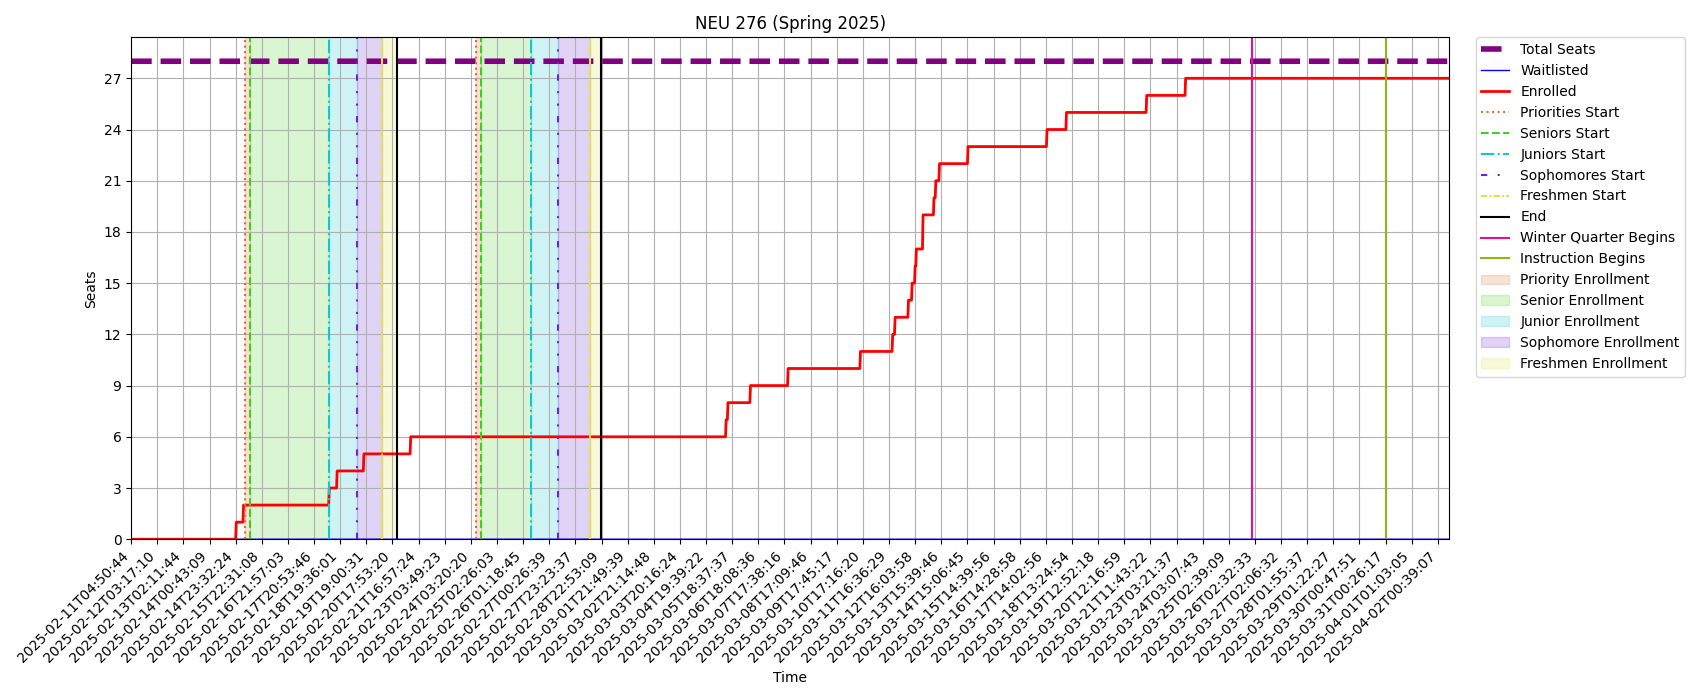 NEU 276 (Spring 2025)
Seats
27
24
21
18
15
12
9
6
3
0
2025-02-11T04:50:44
2025-02-12T03:17:10
2025-02-13T02:11:44
2025-02-14T00:43:09
2025-02-14T23:32:24
2025-02-15T22:31:08
2025-02-16T21:57:03
2025-02-17T20:53:46
2025-02-18T19:36:01
2025-02-19T19:00:31
2025-02-20T17:53:20
2025-02-21T16:57:24
2025-02-23T03:49:23
2025-02-24T03:20:20
2025-02-25T02:26:03
2025-02-26T01:18:45
2025-02-27T00:26:39
2025-02-27T23:23:37
2025-02-28T22:53:09
2025-03-01T21:49:39
2025-03-02T21:14:48
2025-03-03T20:16:24
2025-03-04T19:39:22
2025-03-05T18:37:37
2025-03-06T18:08:36
2025-03-07T17:38:16
2025-03-08T17:09:46
2025-03-09T17:45:17
2025-03-10T17:16:20
2025-03-11T16:36:29
2025-03-12T16:03:58
2025-03-13T15:39:46
2025-03-14T15:06:45
2025-03-15T14:39:56
2025-03-16T14:28:58
2025-03-17T14:02:56
2025-03-18T13:24:54
2025-03-19T12:52:18
2025-03-20T12:16:59
2025-03-21T11:43:22
2025-03-23T03:21:37
2025-03-24T03:07:43
2025-03-25T02:39:09
2025-03-26T02:32:33
2025-03-27T02:06:32
2025-03-28T01:55:37
2025-03-29T01:22:27
2025-03-30T00:47:51
2025-03-31T00:26:17
2025-04-01T01:03:05
2025-04-02T00:39:07
Time
Total Seats
Waitlisted
Enrolled
Priorities Start
Seniors Start
Juniors Start
Sophomores Start
Freshmen Start
End
Winter Quarter Begins
Instruction Begins
Priority Enrollment
Senior Enrollment
Junior Enrollment
Sophomore Enrollment
Freshmen Enrollment